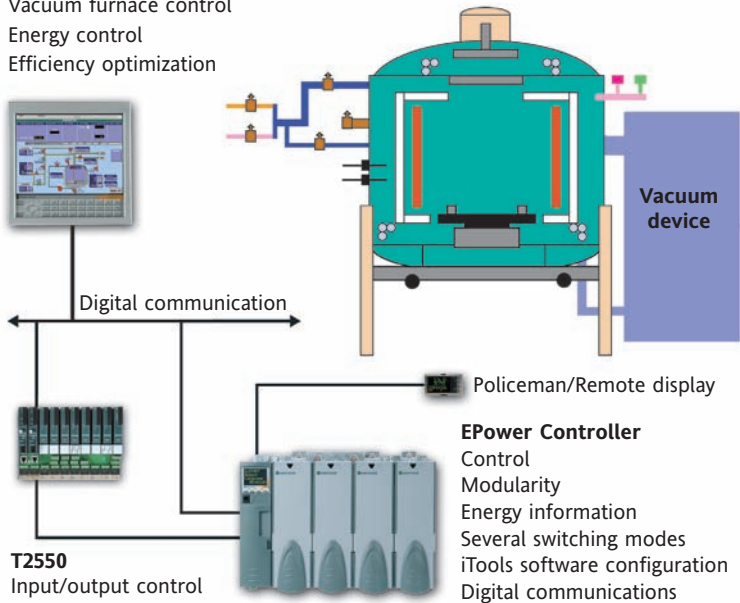 Vacuum furnace control
Energy control
Efficiency optimization
Vacuum
device
Digital communication
Policeman/Remote display
EPower Controller
Control
Modularity
Energy information
Several switching modes
iTools software configuration
Digital communications
T2550
Input/output control